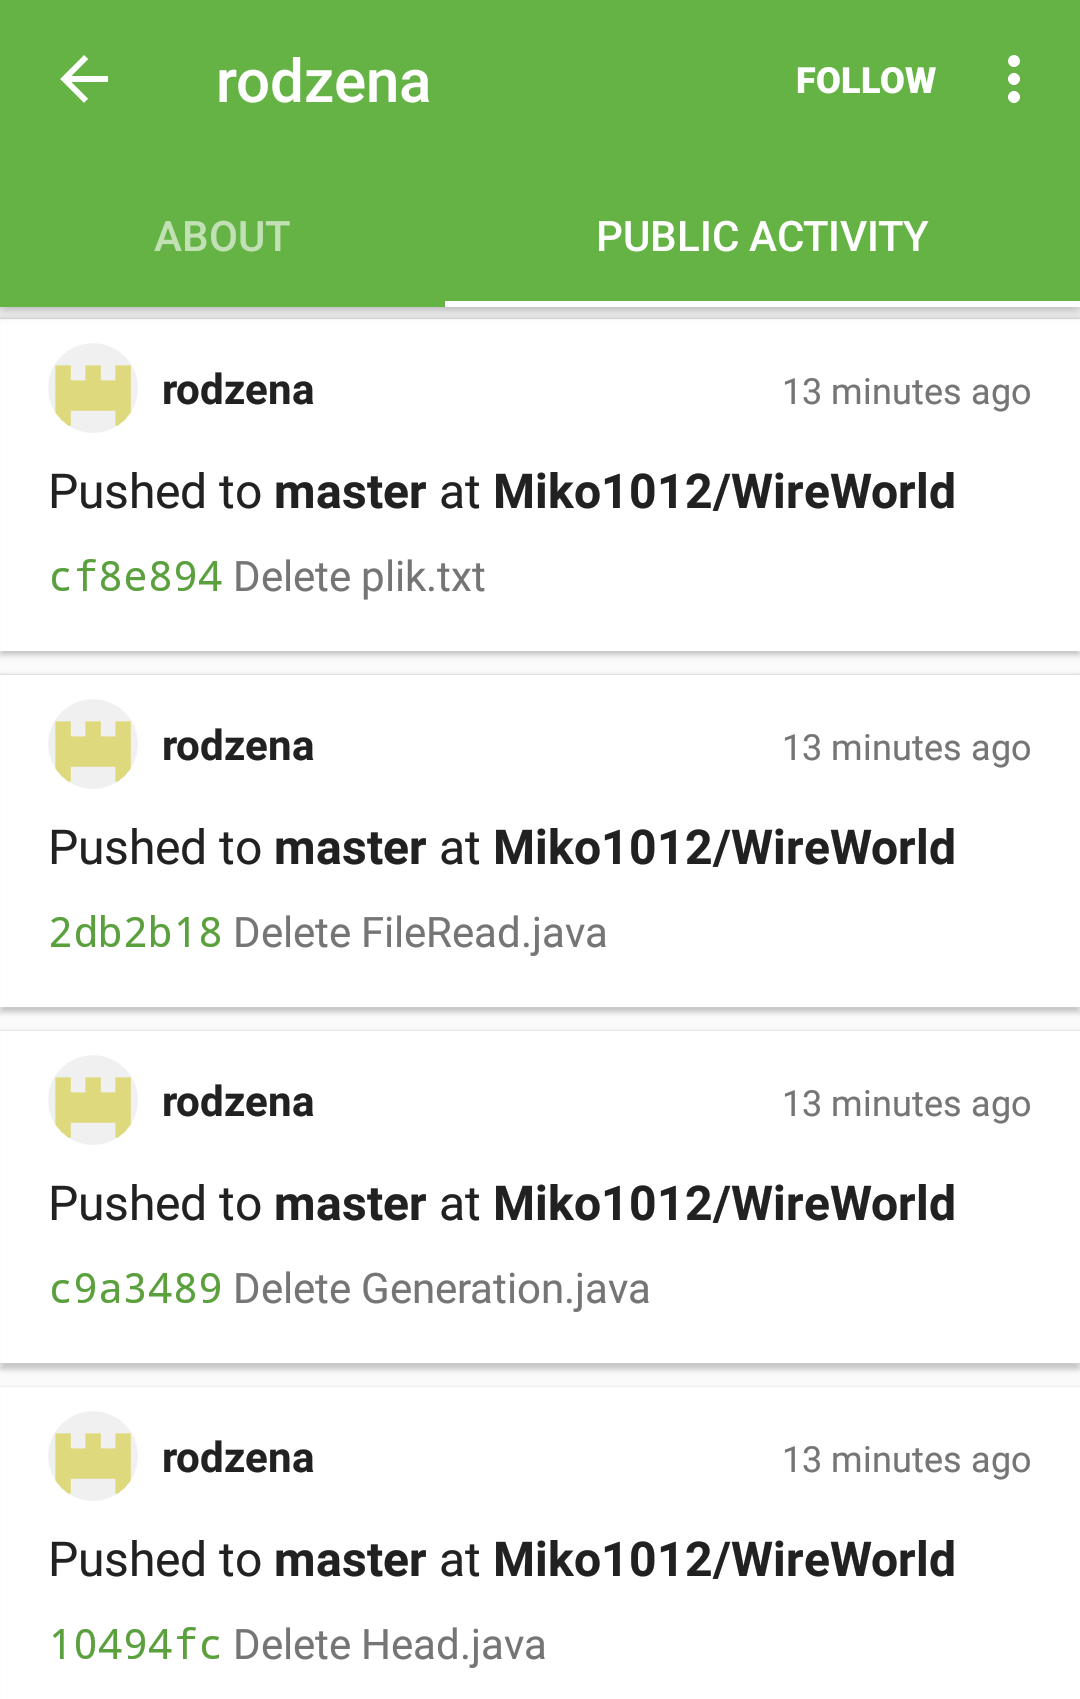 rodzena FOLLOW
ABOUT PUBLIC ACTIVITY
rodzena 13 minutes ago
Pushed to master at Miko1012/WireWorld
cf8e894 Delete plik.txt
rodzena 13 minutes ago
Pushed to master at Miko1012/WireWorld
2db2b18 Delete FileRead.java
rodzena 13 minutes ago
Pushed to master at Miko1012/WireWorld
c9a3489 Delete Generation.java
rodzena 13 minutes ago
Pushed to master at Miko1012/WireWorld
10494fc Delete Head.java